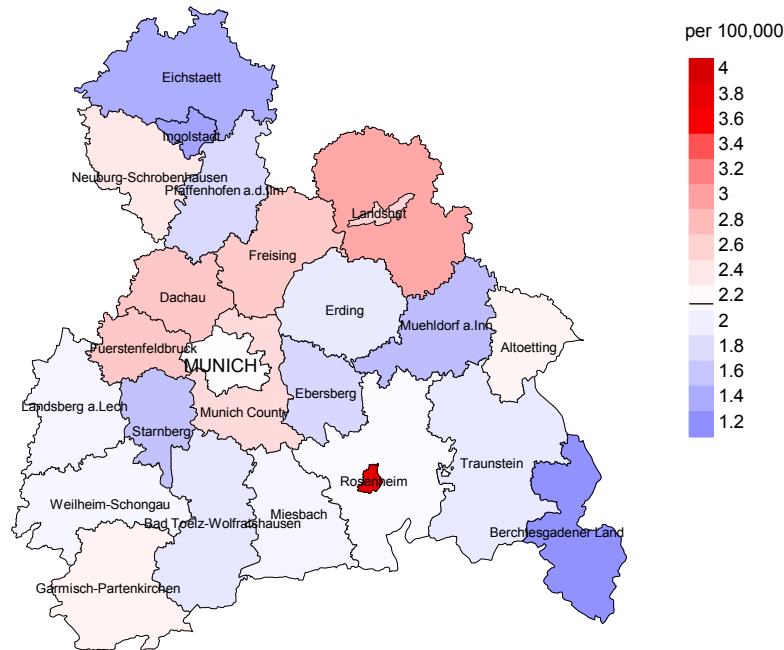 per 100,000
4
3.8
3.6
3.4
3.2
3
2.8
2.6
2.4
2.2
2
1.8
1.6
1.4
1.2
Eichstaett
Ingolstadt
Neuburg-Schrobenhausen
Pfaffenhofen a.d.Ilm
Landshut
Freising
Dachau
Erding
Muehldorf a.Inn
Fuerstenfeldbruck
Altoetting
MUNICH
Ebersberg
Landsberg a.Lech
Munich County
Starnberg
Traunstein
Rosenheim
Weilheim-Schongau
Miesbach
Bad Toelz-Wolfratshausen
Berchtesgadener Land
Garmisch-Partenkirchen